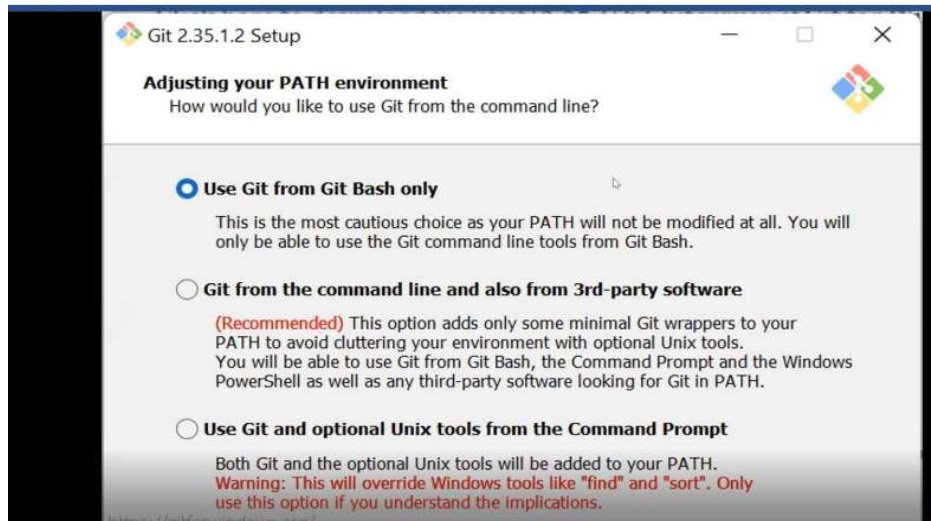 Git 2.35.1.2 Setup
Adjusting your PATH environment
How would you like to use Git from the command line?
Use Git from Git Bash only
This is the most cautious choice as your PATH will not be modified at all. You will
only be able to use the Git command line tools from Git Bash.
Git from the command line and also from 3rd-party software
(Recommended) This option adds only some minimal Git wrappers to your
PATH to avoid cluttering your environment with optional Unix tools.
You will be able to use Git from Git Bash, the Command Prompt and the Windows
PowerShell as well as any third-party software looking for Git in PATH.
Use Git and optional Unix tools from the Command Prompt
Both Git and the optional Unix tools will be added to your PATH.
Warning: This will override Windows tools like "find" and "sort". Only
use this option if you understand the implications.